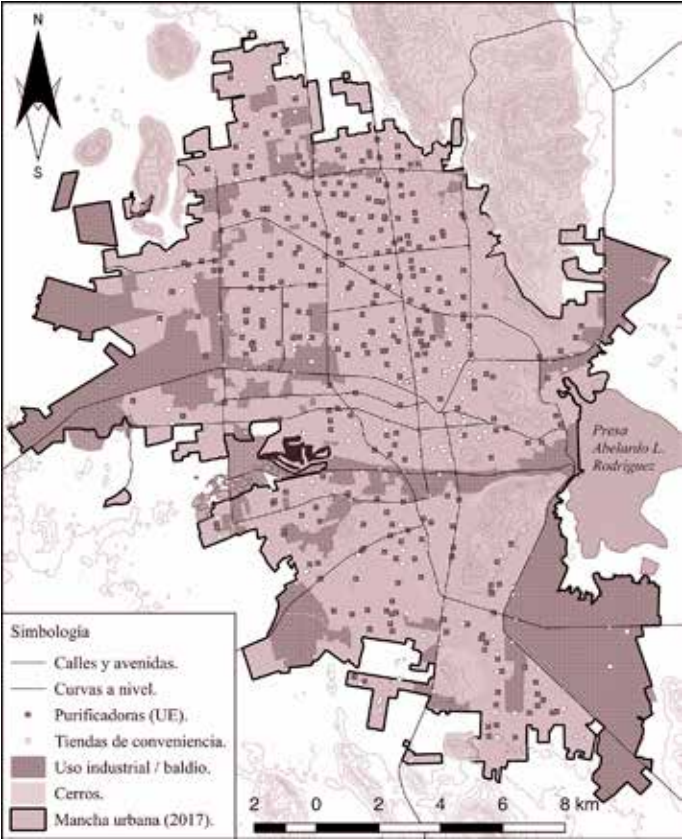 N
S
Presa
Abelardo L.
Rodríguez
Simbología
Calles y avenidas.
Curvas a nivel.
Purificadoras (UE).
Tiendas de conveniencia.
Uso industrial / baldío.
Cerros.
Mancha urbana (2017).
2 0 2 4 6 8 km